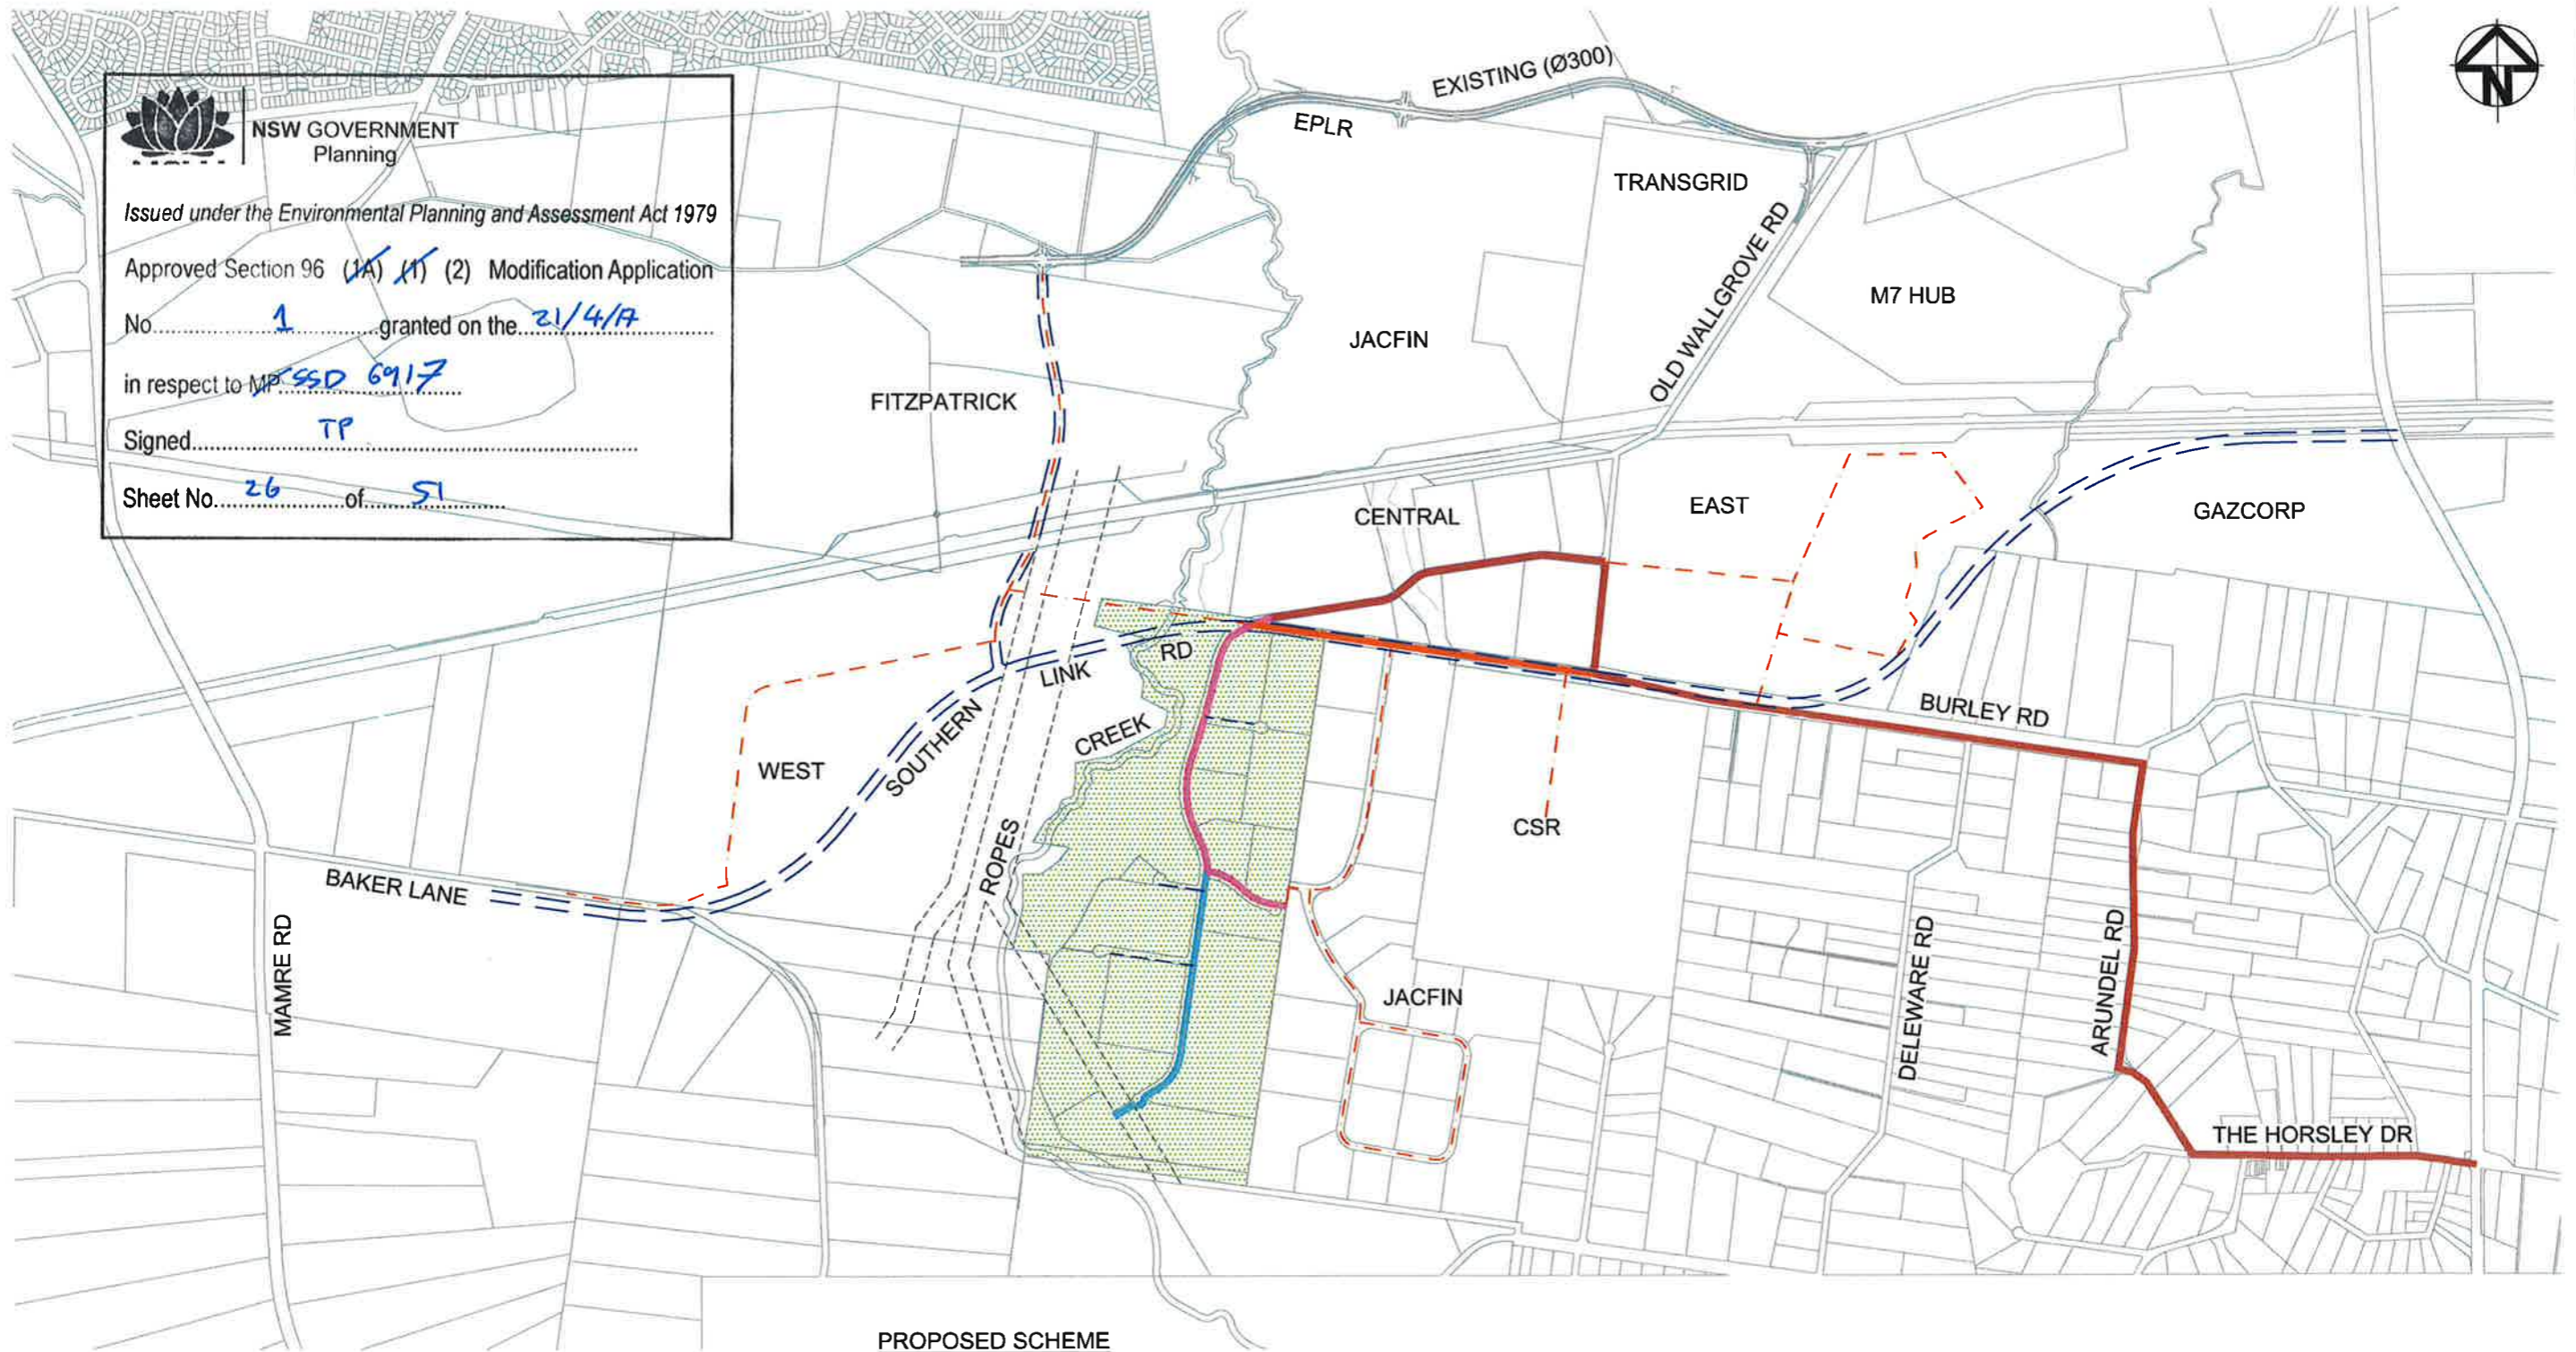 NSW GOVERNMENT
Planning
Issued under the Environmental Planning and Assessment Act 1979
Approved Section 96 (1A) (1) (2) Modification Application
No. 1 granted on the 21/4/17
in respect to MP SSD 6917
Signed TP
Sheet No. 26 of 51
N
EXISTING (Ø300)
EPLR
TRANSGRID
OLD WALLGROVE RD
M7 HUB
JACFIN
FITZPATRICK
CENTRAL
EAST
GAZCORP
RD
LINK
SOUTHERN
WEST
CREEK
ROPES
BURLEY RD
CSR
BAKER LANE
MAMRE RD
JACFIN
DELEWARE RD
ARUNDEL RD
THE HORSLEY DR
PROPOSED SCHEME